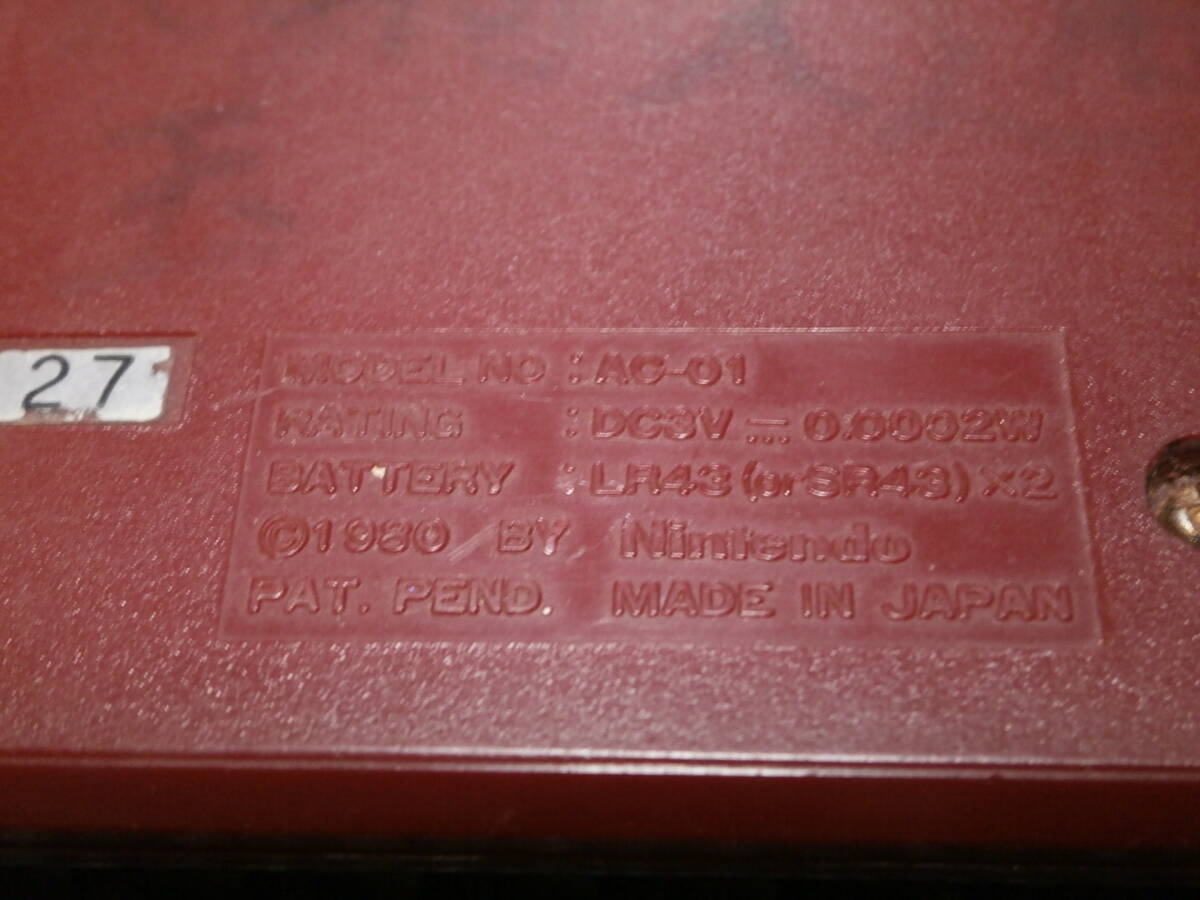 27
MODEL NO : AC-01
RATING : DC3V ⎓ 0.0002W
BATTERY : LR43 (or SR43) ×2
©1980 BY Nintendo
PAT. PEND. MADE IN JAPAN